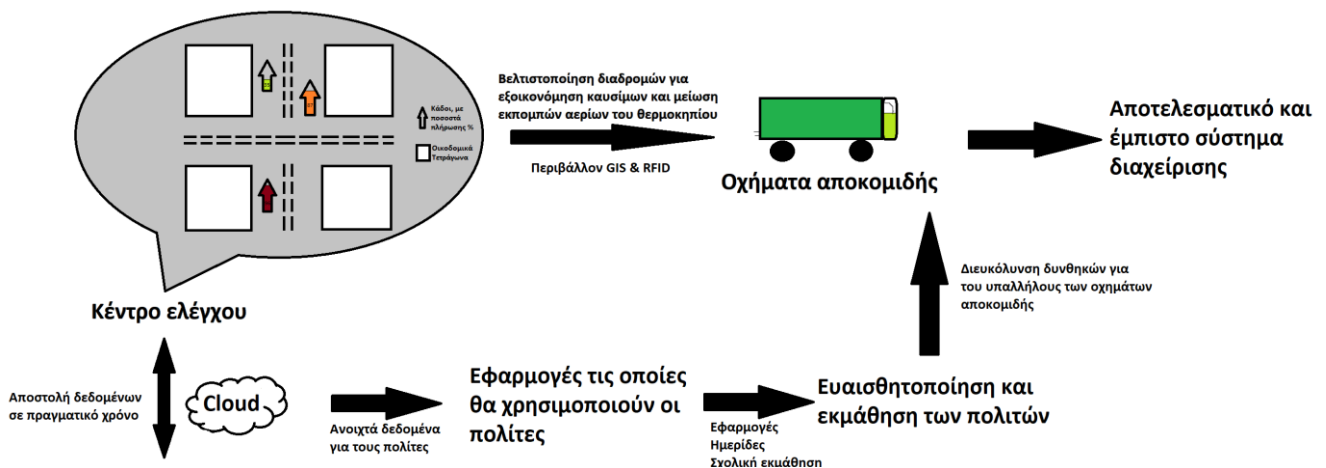 Κάδοι, με
ποσοστά
πλήρωσης %
Οικοδομικά
Τετράγωνα
Βελτιστοποίηση διαδρομών για
εξοικονόμηση καυσίμων και μείωση
εκπομπών αερίων του θερμοκηπίου
Περιβάλλον GIS & RFID
Οχήματα αποκομιδής
Αποτελεσματικό και
έμπιστο σύστημα
διαχείρισης
Κέντρο ελέγχου
Διευκόλυνση δυνθηκών για
του υπαλλήλους των οχημάτων
αποκομιδής
Αποστολή δεδομένων
σε πραγματικό χρόνο
Cloud
Ανοιχτά δεδομένα
για τους πολίτες
Εφαρμογές τις οποίες
θα χρησιμοποιούν οι
πολίτες
Εφαρμογές
Ημερίδες
Σχολική εκμάθηση
Ευαισθητοποίηση και
εκμάθηση των πολιτών